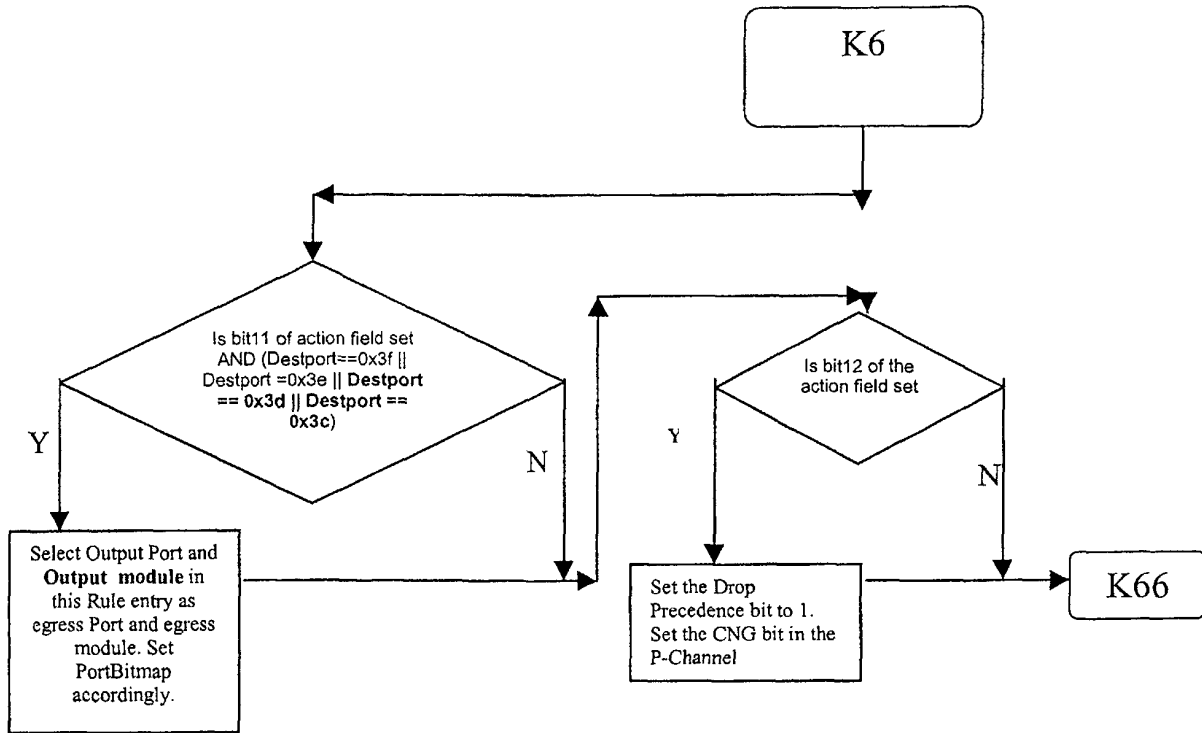 K6
Is bit11 of action field set
AND (Destport==0x3f ||
Destport =0x3e || Destport
== 0x3d || Destport ==
0x3c)
Y
N
Select Output Port and
Output module in
this Rule entry as
egress Port and egress
module. Set
PortBitmap
accordingly.
Is bit12 of the
action field set
Y
N
Set the Drop
Precedence bit to 1.
Set the CNG bit in the
P-Channel
K66